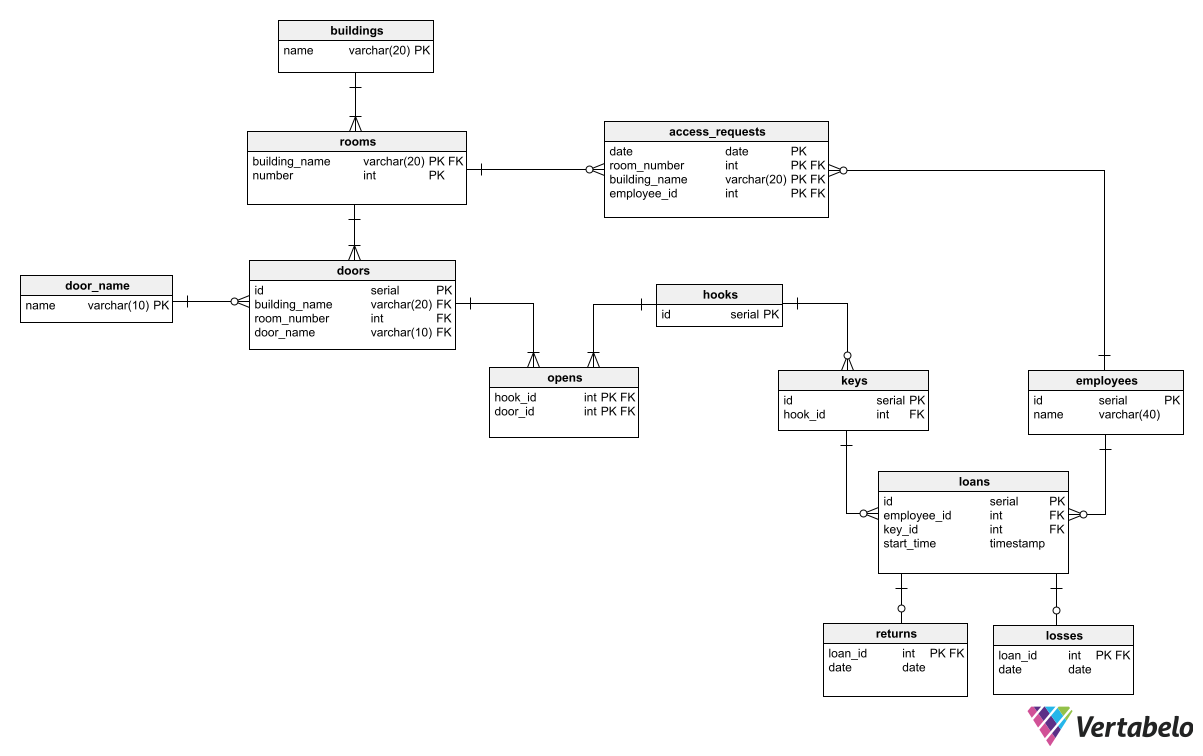 buildings
name varchar(20) PK
rooms
building_name varchar(20) PK FK
number int PK
access_requests
date date PK
room_number int PK FK
building_name varchar(20) PK FK
employee_id int PK FK
door_name
name varchar(10) PK
doors
id serial PK
building_name varchar(20) FK
room_number int FK
door_name varchar(10) FK
hooks
id serial PK
opens
hook_id int PK FK
door_id int PK FK
keys
id serial PK
hook_id int FK
employees
id serial PK
name varchar(40)
loans
id serial PK
employee_id int FK
key_id int FK
start_time timestamp
returns
loan_id int PK FK
date date
losses
loan_id int PK FK
date date
Vertabelo